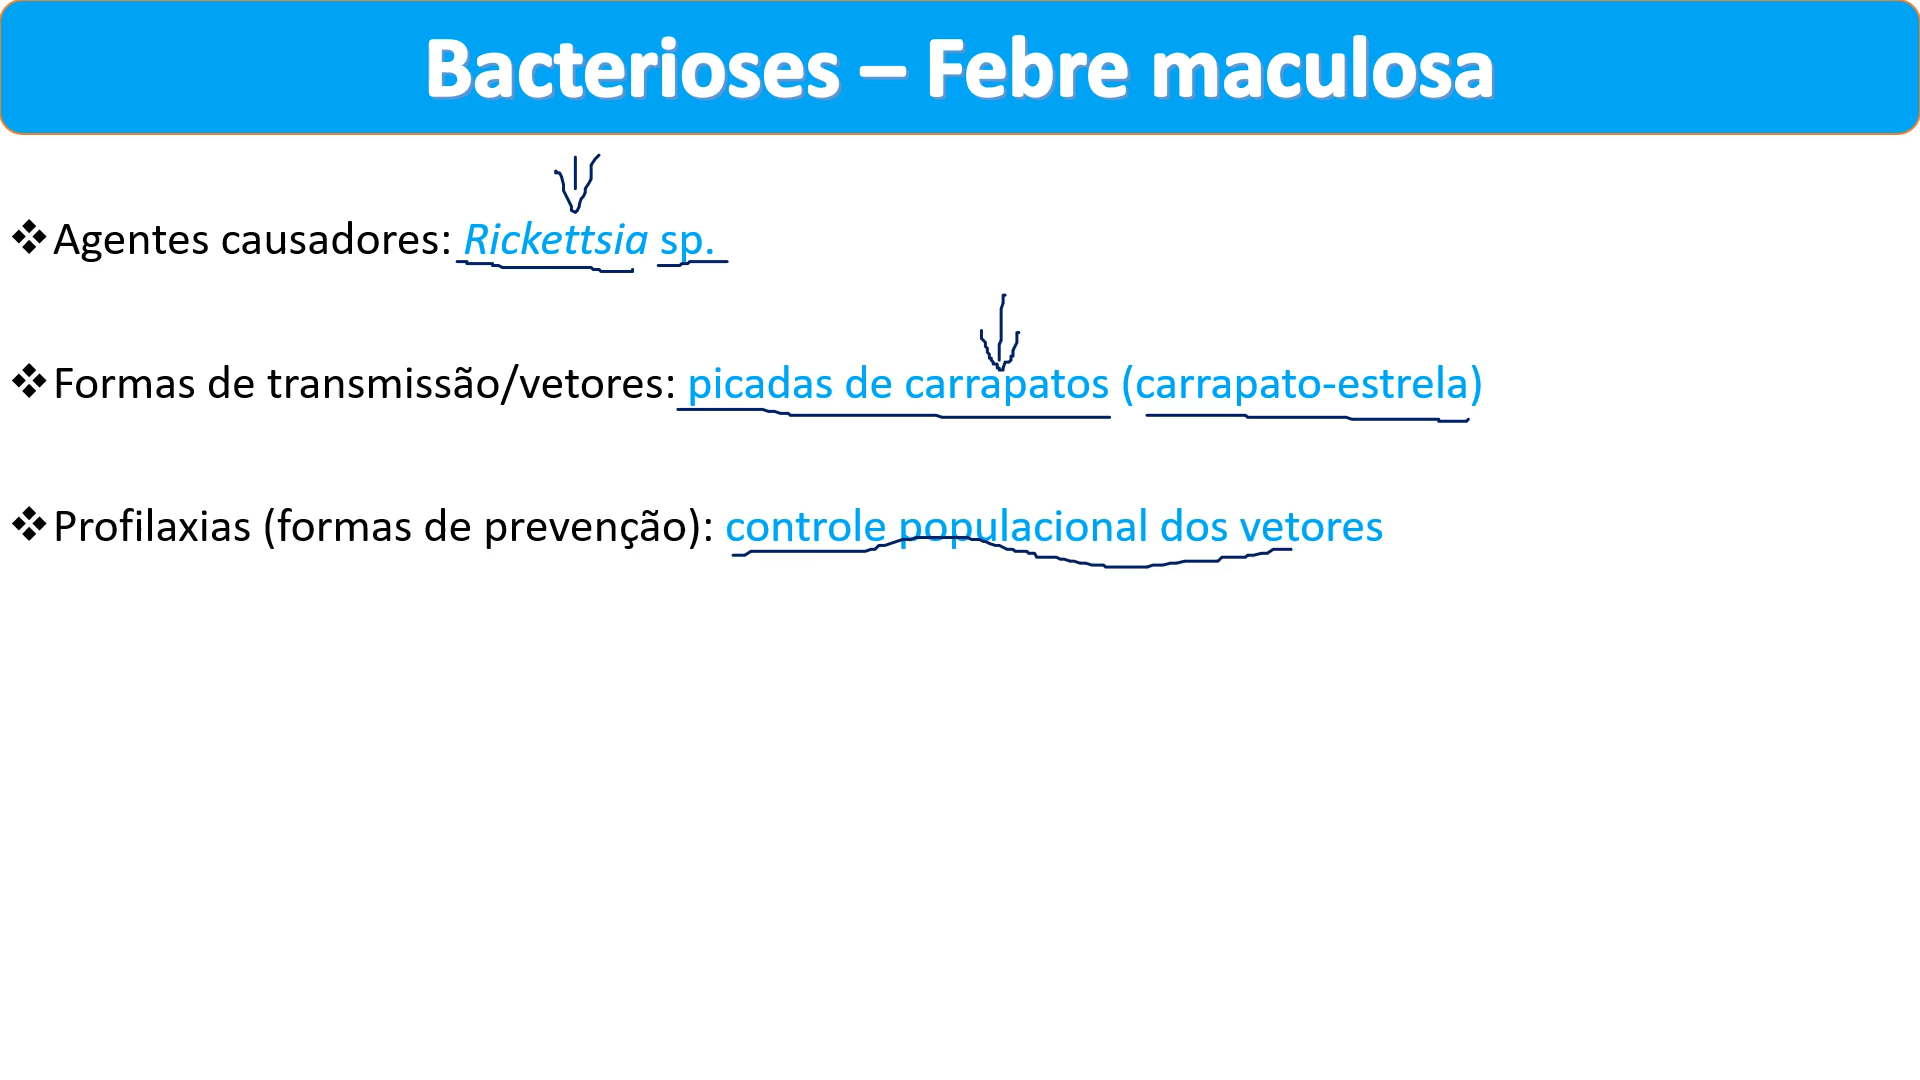 Bacterioses – Febre maculosa
❖Agentes causadores: Rickettsia sp.
❖Formas de transmissão/vetores: picadas de carrapatos (carrapato-estrela)
❖Profilaxias (formas de prevenção): controle populacional dos vetores